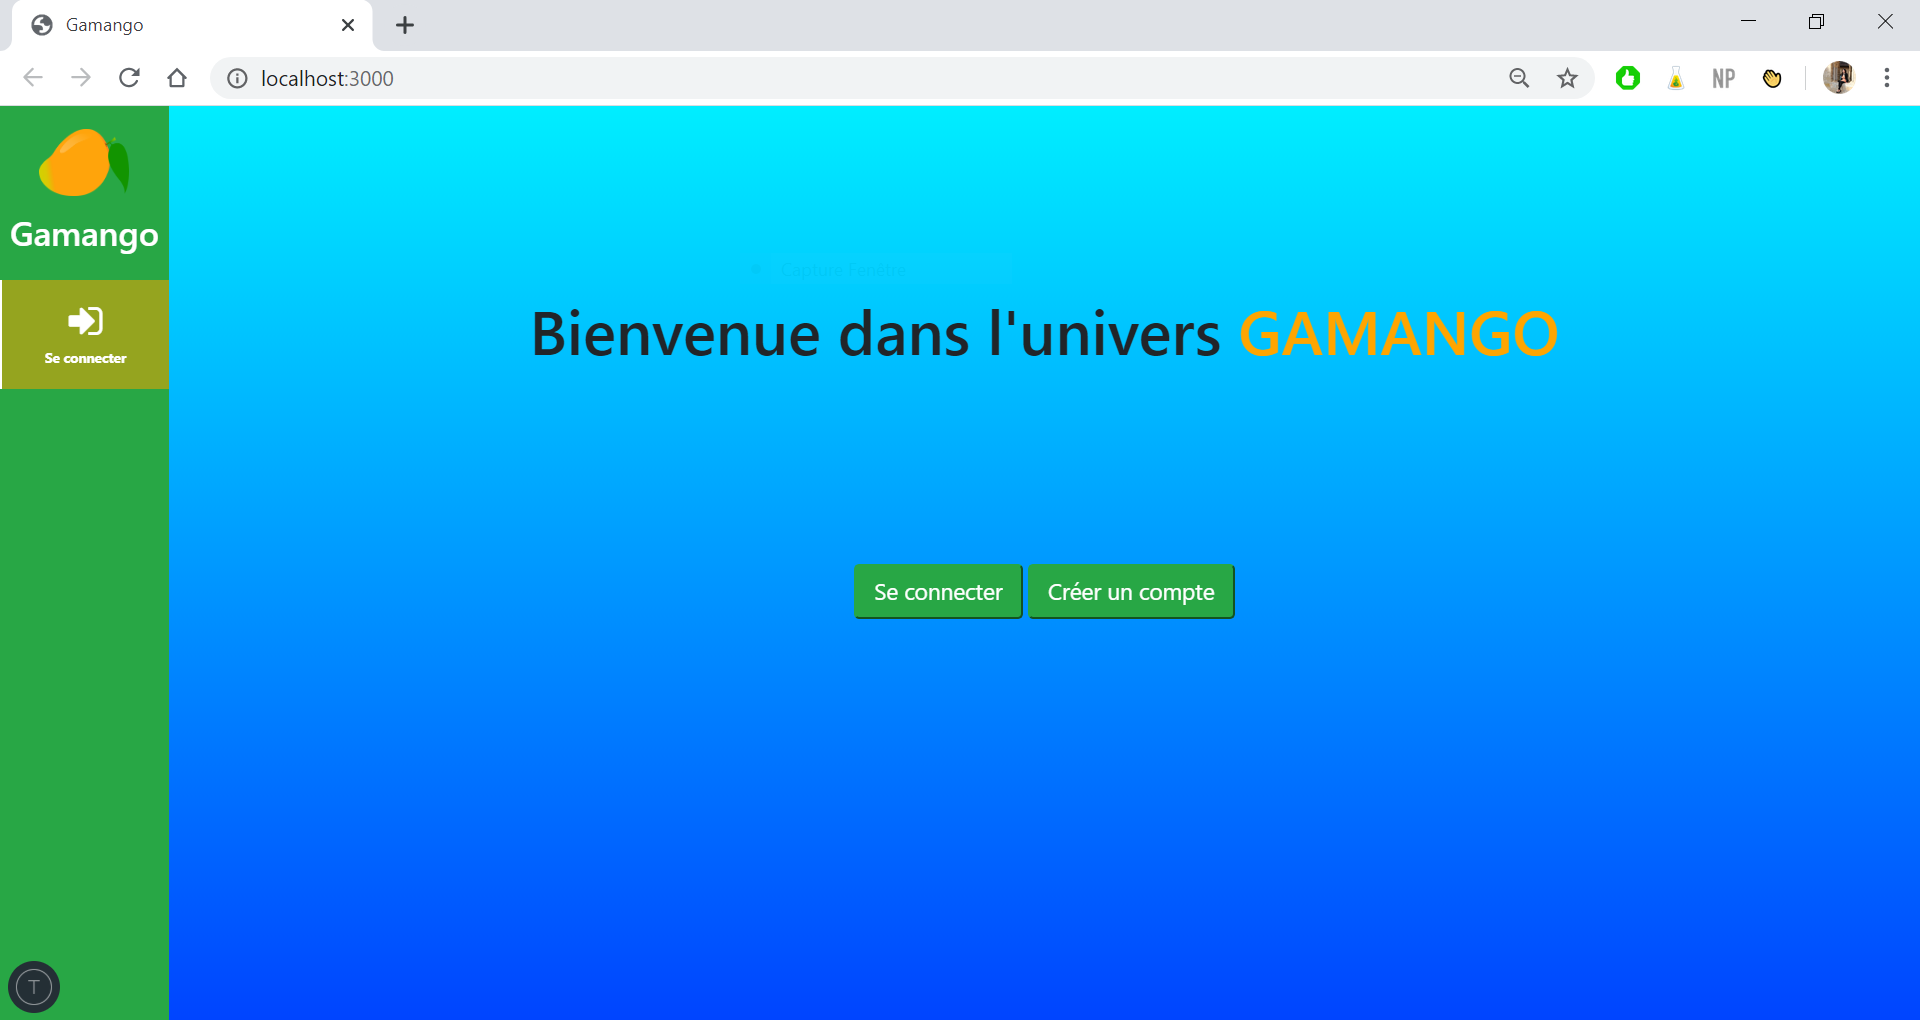 Gamango
localhost:3000
NP
Gamango
Se connecter
Capture Fenêtre
Bienvenue dans l'univers GAMANGO
Se connecter Créer un compte
T